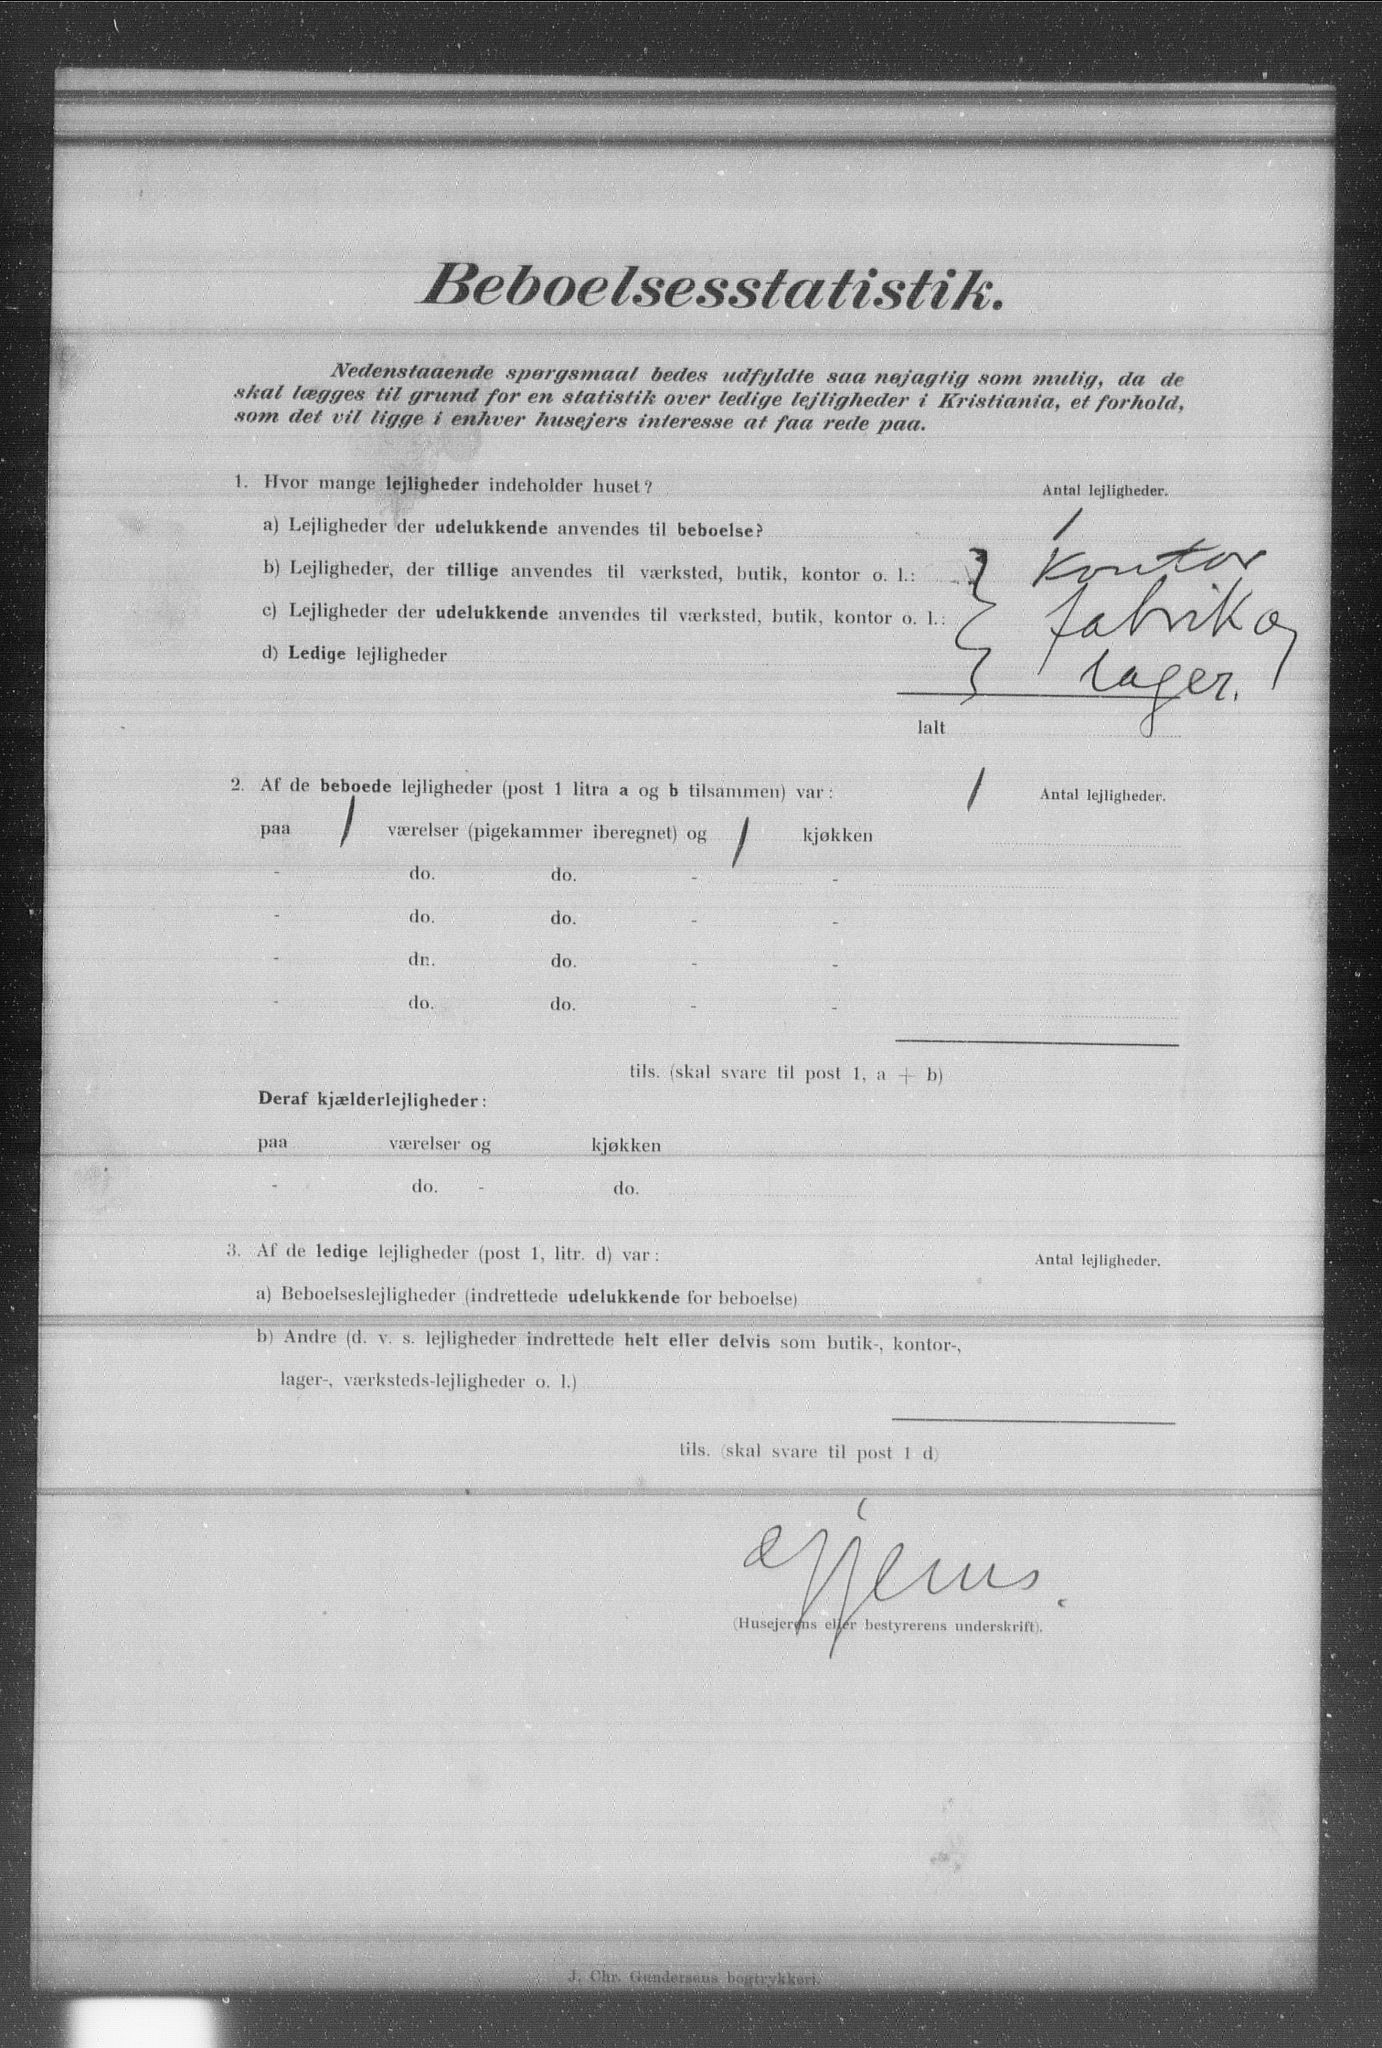 Beboelsesstatistik.
Nedenstaaende spørgsmaal bedes udfyldte saa nøjagtig som mulig, da de
skal lægges til grund for en statistik over ledige lejligheder i Kristiania, et forhold,
som det vil ligge i enhver husejers interesse at faa rede paa.
1. Hvor mange lejligheder indeholder huset? Antal lejligheder.
a) Lejligheder der udelukkende anvendes til beboelse? 1
b) Lejligheder, der tillige anvendes til værksted, butik, kontor o. l.: } Kontor
c) Lejligheder der udelukkende anvendes til værksted, butik, kontor o. l.: fabrik og
d) Ledige lejligheder lager.
Ialt
2. Af de beboede lejligheder (post 1 litra a og b tilsammen) var: 1 Antal lejligheder.
paa 1 værelser (pigekammer iberegnet) og 1 kjøkken
- do. do. - -
- do. do. - -
- dr. do. - -
- do. do. - -
tils. (skal svare til post 1, a + b)
Deraf kjælderlejligheder:
paa værelser og kjøkken
- do. - do.
3. Af de ledige lejligheder (post 1, litr. d) var: Antal lejligheder.
a) Beboelseslejligheder (indrettede udelukkende for beboelse)
b) Andre (d. v. s. lejligheder indrettede helt eller delvis som butik-, kontor-,
lager-, værksteds-lejligheder o. l.)
tils. (skal svare til post 1 d)
(Husejerens eller bestyrerens underskrift).
J. Chr. Gundersens bogtrykkeri.